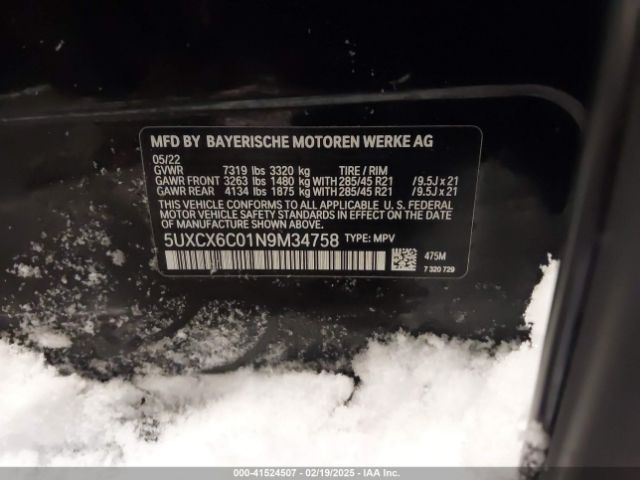 MFD BY BAYERISCHE MOTOREN WERKE AG
05/22
GVWR 7319 lbs 3320 kg TIRE / RIM
GAWR FRONT 3263 lbs 1480 kg WITH 285/45 R21 /9.5J x 21
GAWR REAR 4134 lbs 1875 kg WITH 285/45 R21 /9.5J x 21
THIS VEHICLE CONFORMS TO ALL APPLICABLE U. S. FEDERAL
MOTOR VEHICLE SAFETY STANDARDS IN EFFECT ON THE DATE
OF MANUFACTURE SHOWN ABOVE.
5UXCX6C01N9M34758 TYPE: MPV
475M
7 320 729
000-41524507 - 02/19/2025 - IAA Inc.